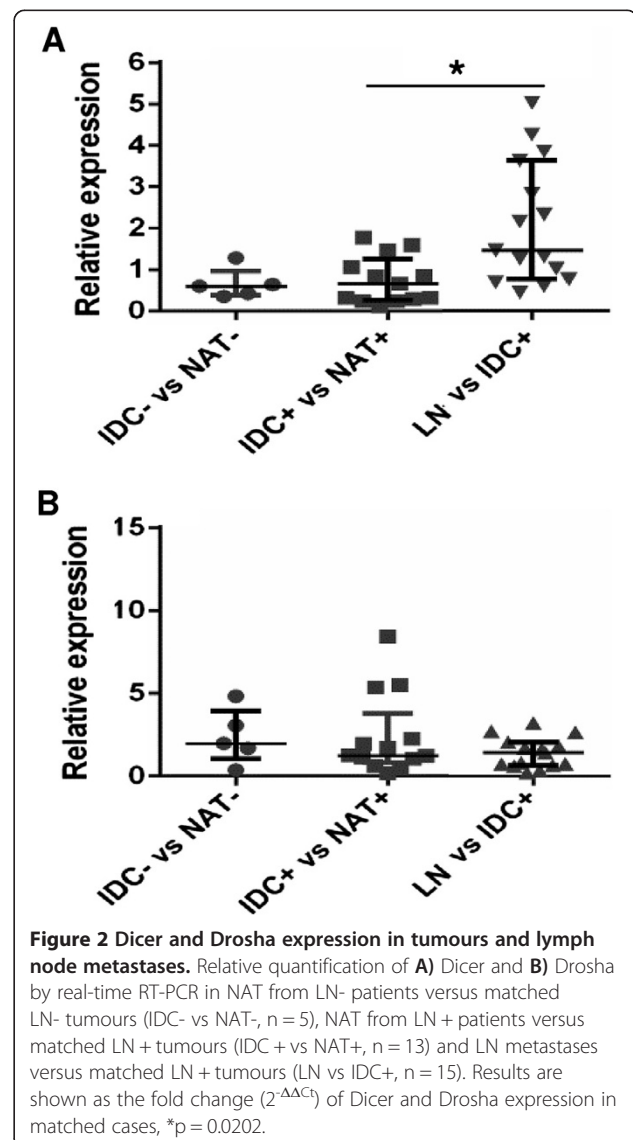 A
*
Relative expression
6
5
4
3
2
1
0
IDC- vs NAT-
IDC+ vs NAT+
LN vs IDC+
B
Relative expression
15
10
5
0
IDC- vs NAT-
IDC+ vs NAT+
LN vs IDC+
Figure 2 Dicer and Drosha expression in tumours and lymph
node metastases. Relative quantification of A) Dicer and B) Drosha
by real-time RT-PCR in NAT from LN- patients versus matched
LN- tumours (IDC- vs NAT-, n = 5), NAT from LN + patients versus
matched LN + tumours (IDC + vs NAT+, n = 13) and LN metastases
versus matched LN + tumours (LN vs IDC+, n = 15). Results are
shown as the fold change (2-ΔΔCt) of Dicer and Drosha expression in
matched cases, *p = 0.0202.